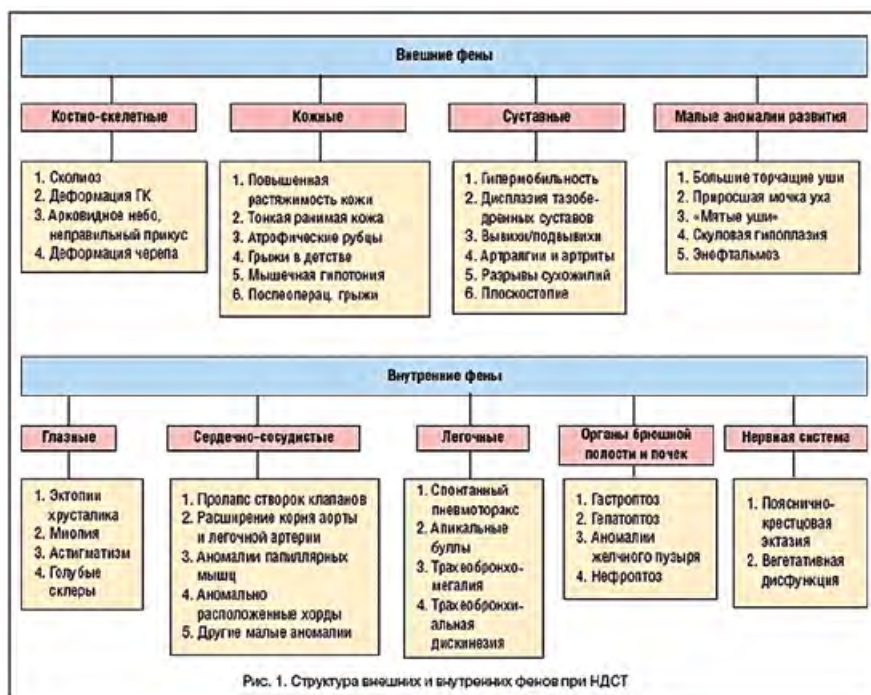 Внешние фены
Костно-скелетные
1. Сколиоз
2. Деформация ГК
3. Арковидное небо,
неправильный прикус
4. Деформация черепа
Кожные
1. Повышенная
растяжимость кожи
2. Тонкая ранимая кожа
3. Атрофические рубцы
4. Грыжи в детстве
5. Мышечная гипотония
6. Послеоперац. грыжи
Суставные
1. Гипермобильность
2. Дисплазия тазобе-
дренных суставов
3. Вывихи/подвывихи
4. Артралгии и артриты
5. Разрывы сухожилий
6. Плоскостопие
Малые аномалии развития
1. Большие торчащие уши
2. Приросшая мочка уха
3. «Мятые уши»
4. Скуловая гипоплазия
5. Энофтальмоз
Внутренние фены
Глазные
1. Эктопии
хрусталика
2. Миопия
3. Астигматизм
4. Голубые
склеры
Сердечно-сосудистые
1. Пролапс створок клапанов
2. Расширение корня аорты
и легочной артерии
3. Аномалии папиллярных
мышц
4. Аномально
расположенные хорды
5. Другие малые аномалии
Легочные
1. Спонтанный
пневмоторакс
2. Апикальные
буллы
3. Трахеобронхо-
мегалия
4. Трахеобронхи-
альная
дискинезия
Органы брюшной
полости и почек
1. Гастроптоз
2. Гепатоптоз
3. Аномалии
желчного пузыря
4. Нефроптоз
Нервная система
1. Пояснично-
крестцовая
эктазия
2. Вегетативная
дисфункция
Рис. 1. Структура внешних и внутренних фенов при НДСТ